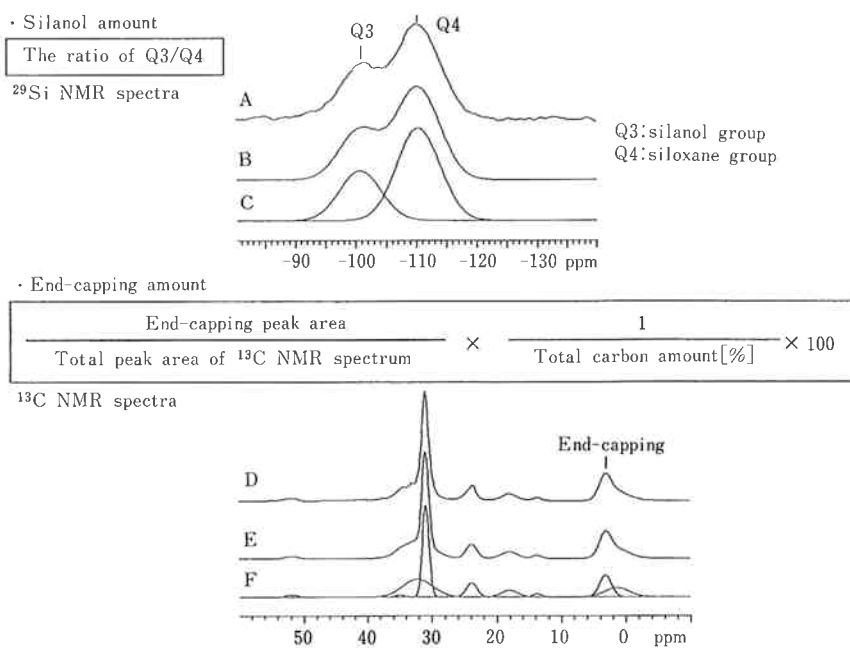 · Silanol amount
The ratio of Q3/Q4
²⁹Si NMR spectra
Q3
Q4
A
B
C
Q3:silanol group
Q4:siloxane group
-90 -100 -110 -120 -130 ppm
· End-capping amount
End-capping peak area
Total peak area of ¹³C NMR spectrum
×
1
Total carbon amount[%]
× 100
¹³C NMR spectra
End-capping
D
E
F
50 40 30 20 10 0 ppm